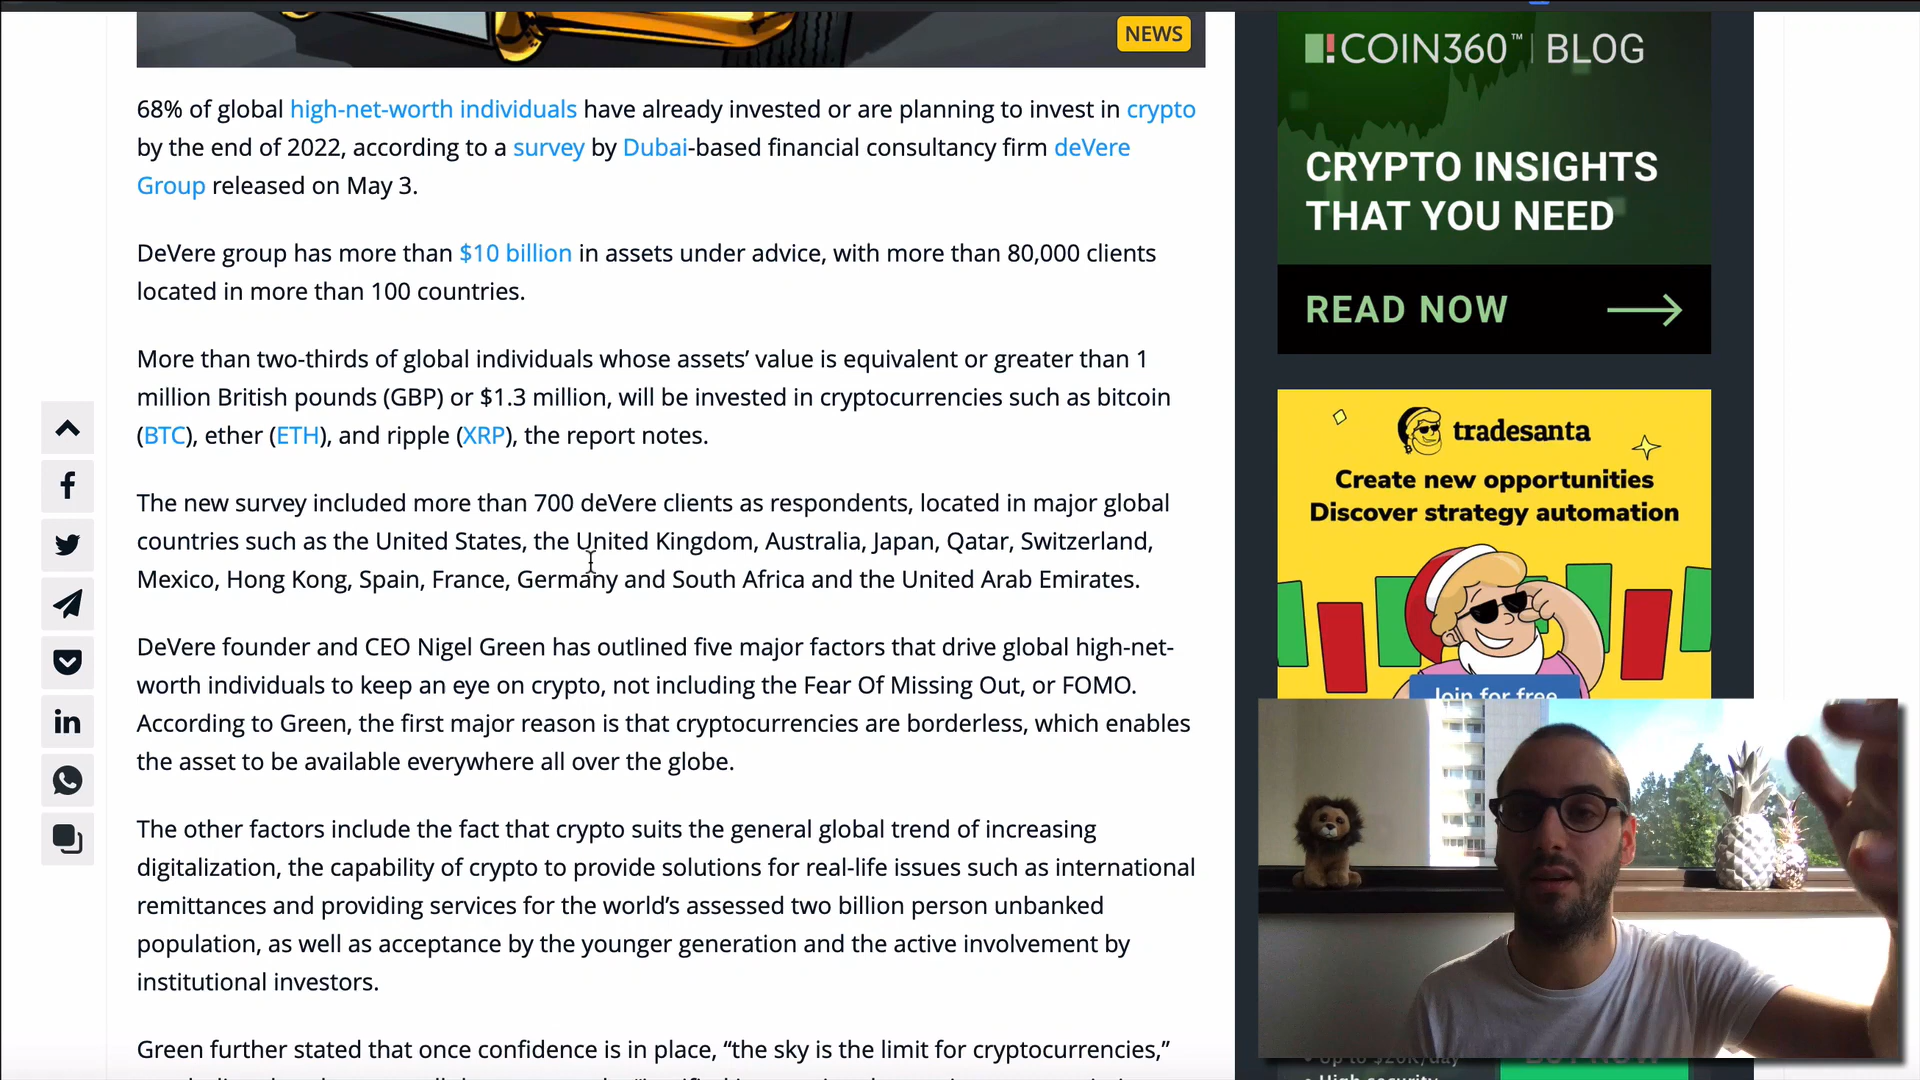 NEWS
68% of global high-net-worth individuals have already invested or are planning to invest in crypto
by the end of 2022, according to a survey by Dubai-based financial consultancy firm deVere
Group released on May 3.
DeVere group has more than $10 billion in assets under advice, with more than 80,000 clients
located in more than 100 countries.
More than two-thirds of global individuals whose assets’ value is equivalent or greater than 1
million British pounds (GBP) or $1.3 million, will be invested in cryptocurrencies such as bitcoin
(BTC), ether (ETH), and ripple (XRP), the report notes.
The new survey included more than 700 deVere clients as respondents, located in major global
countries such as the United States, the United Kingdom, Australia, Japan, Qatar, Switzerland,
Mexico, Hong Kong, Spain, France, Germany and South Africa and the United Arab Emirates.
DeVere founder and CEO Nigel Green has outlined five major factors that drive global high-net-
worth individuals to keep an eye on crypto, not including the Fear Of Missing Out, or FOMO.
According to Green, the first major reason is that cryptocurrencies are borderless, which enables
the asset to be available everywhere all over the globe.
The other factors include the fact that crypto suits the general global trend of increasing
digitalization, the capability of crypto to provide solutions for real-life issues such as international
remittances and providing services for the world’s assessed two billion person unbanked
population, as well as acceptance by the younger generation and the active involvement by
institutional investors.
Green further stated that once confidence is in place, “the sky is the limit for cryptocurrencies,”
COIN360™ | BLOG
CRYPTO INSIGHTS
THAT YOU NEED
READ NOW
tradesanta
Create new opportunities
Discover strategy automation
Join for free
• High security